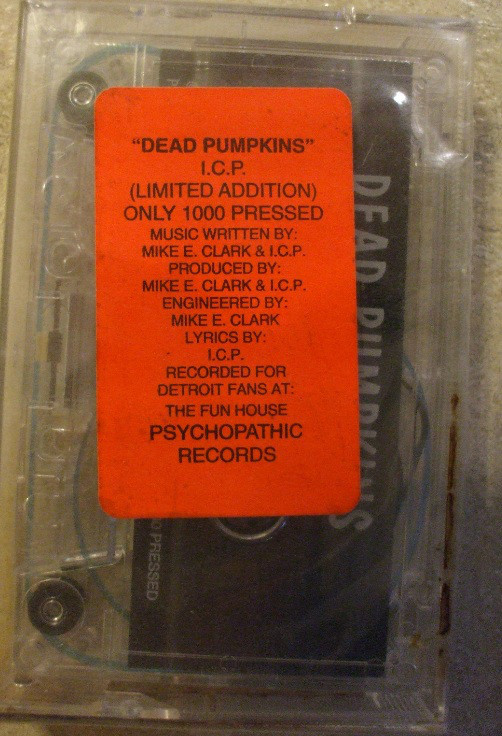 "DEAD PUMPKINS"
I.C.P.
(LIMITED ADDITION)
ONLY 1000 PRESSED
MUSIC WRITTEN BY:
MIKE E. CLARK & I.C.P.
PRODUCED BY:
MIKE E. CLARK & I.C.P.
ENGINEERED BY:
MIKE E. CLARK
LYRICS BY:
I.C.P.
RECORDED FOR
DETROIT FANS AT:
THE FUN HOUSE
PSYCHOPATHIC
RECORDS
DEAD PUMPKINS
PRESSED